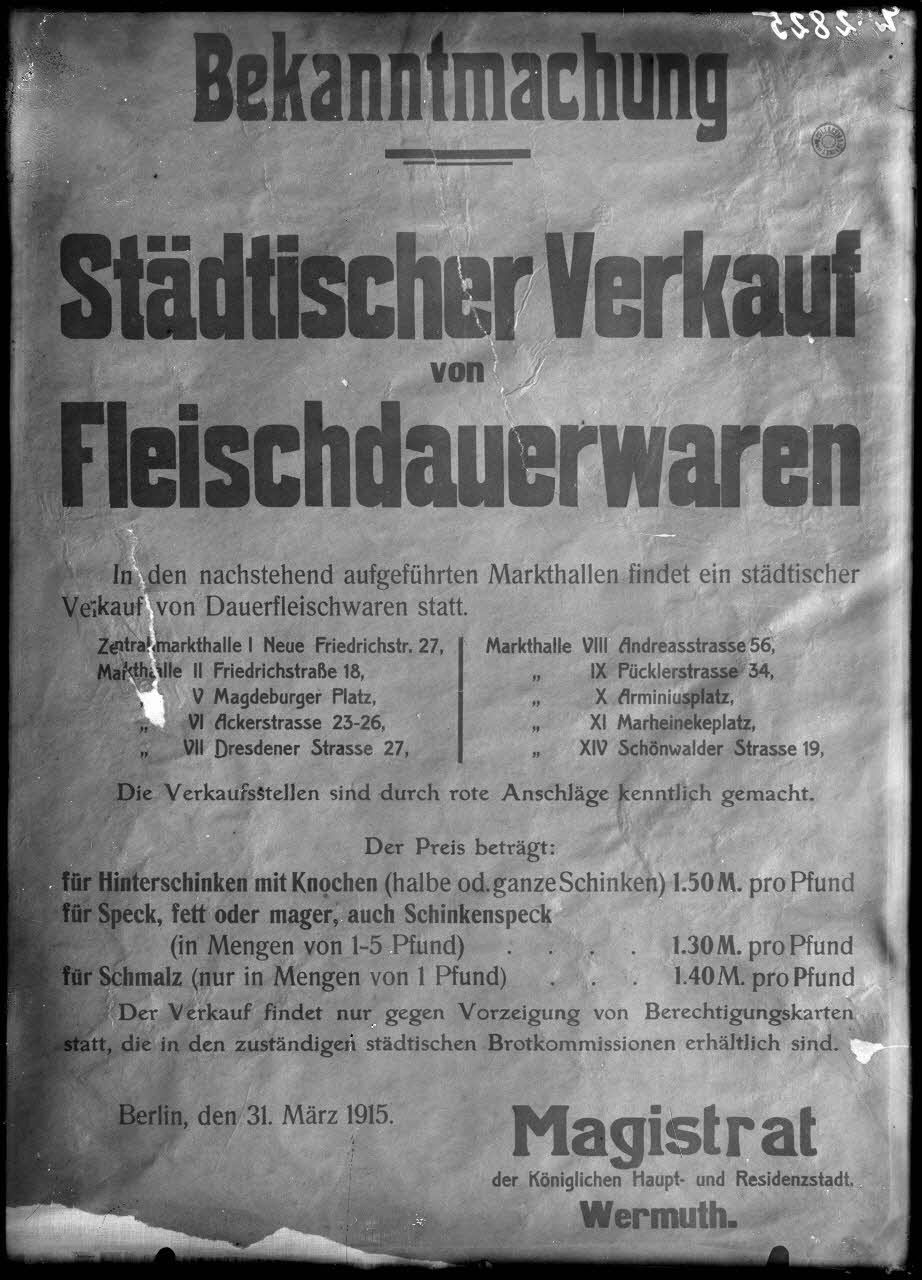 Z. 2825
Bekanntmachung
Städtischer Verkauf
von
Fleischdauerwaren
In den nachstehend aufgeführten Markthallen findet ein städtischer
Verkauf von Dauerfleischwaren statt.
Zentralmarkthalle I Neue Friedrichstr. 27,
Markthalle II Friedrichstraße 18,
V Magdeburger Platz,
„ VI Ackerstrasse 23-26,
„ VII Dresdener Strasse 27,
Markthalle VIII Andreasstrasse 56,
„ IX Pücklerstrasse 34,
„ X Arminiusplatz,
„ XI Marheinekeplatz,
„ XIV Schönwalder Strasse 19,
Die Verkaufsstellen sind durch rote Anschläge kenntlich gemacht.
Der Preis beträgt:
für Hinterschinken mit Knochen (halbe od. ganze Schinken) 1.50 M. pro Pfund
für Speck, fett oder mager, auch Schinkenspeck
(in Mengen von 1-5 Pfund) . . . . 1.30 M. pro Pfund
für Schmalz (nur in Mengen von 1 Pfund) . . . 1.40 M. pro Pfund
Der Verkauf findet nur gegen Vorzeigung von Berechtigungskarten
statt, die in den zuständigen städtischen Brotkommissionen erhältlich sind.
Berlin, den 31. März 1915.
Magistrat
der Königlichen Haupt- und Residenzstadt.
Wermuth.